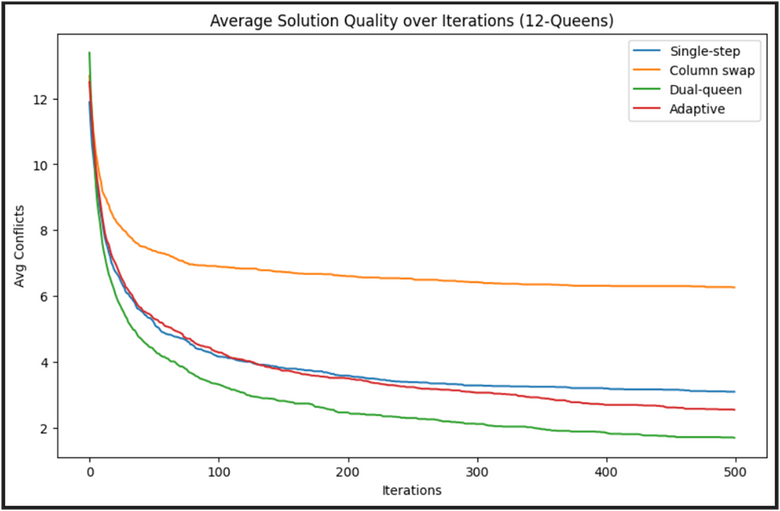 Average Solution Quality over Iterations (12-Queens)
Single-step
Column swap
Dual-queen
Adaptive
Avg Conflicts
12
10
8
6
4
2
0 100 200 300 400 500
Iterations